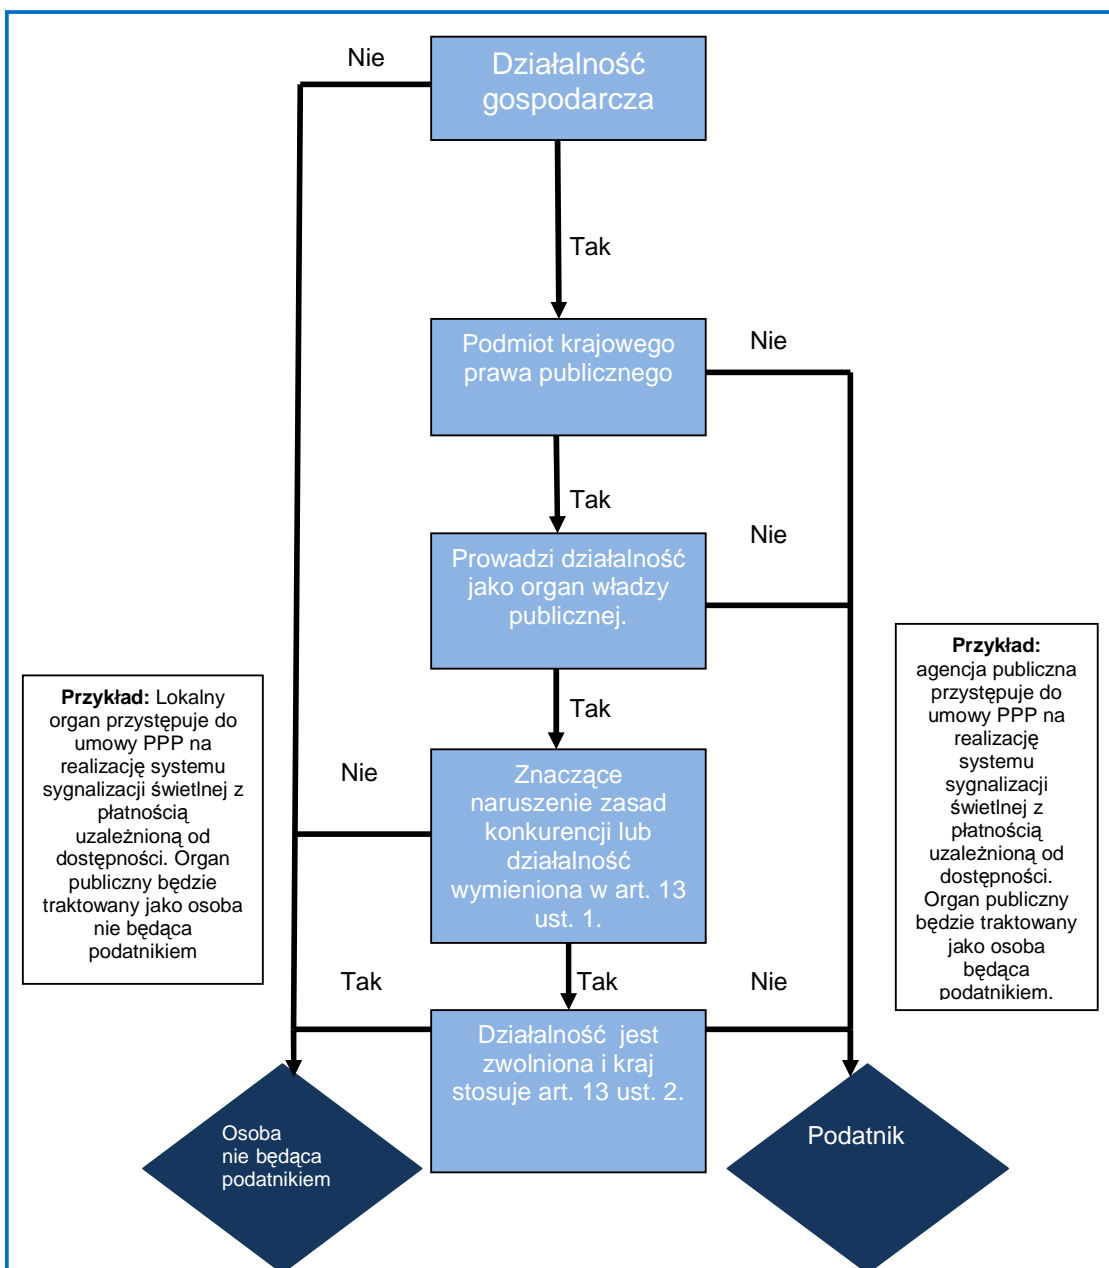 Nie
Działalność
gospodarcza
Tak
Podmiot krajowego
prawa publicznego
Nie
Tak
Prowadzi działalność
jako organ władzy
publicznej.
Nie
Tak
Przykład: Lokalny
organ przystępuje do
umowy PPP na
realizację systemu
sygnalizacji świetlnej z
płatnością
uzależnioną od
dostępności. Organ
publiczny będzie
traktowany jako osoba
nie będąca
podatnikiem
Przykład:
agencja publiczna
przystępuje do
umowy PPP na
realizację
systemu
sygnalizacji
świetlnej z
płatnością
uzależnioną od
dostępności.
Organ publiczny
będzie traktowany
jako osoba
będąca
podatnikiem.
Nie
Znaczące
naruszenie zasad
konkurencji lub
działalność
wymieniona w art. 13
ust. 1.
Tak
Tak
Nie
Działalność jest
zwolniona i kraj
stosuje art. 13 ust. 2.
Osoba
nie będąca
podatnikiem
Podatnik